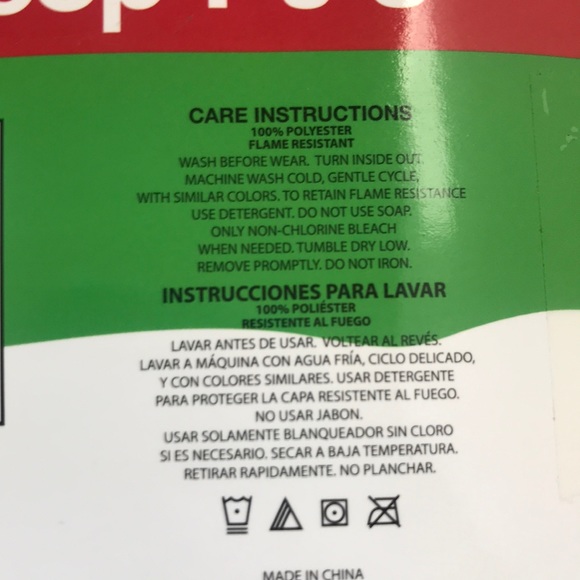 CARE INSTRUCTIONS
100% POLYESTER
FLAME RESISTANT
WASH BEFORE WEAR. TURN INSIDE OUT.
MACHINE WASH COLD, GENTLE CYCLE,
WITH SIMILAR COLORS. TO RETAIN FLAME RESISTANCE
USE DETERGENT. DO NOT USE SOAP.
ONLY NON-CHLORINE BLEACH
WHEN NEEDED. TUMBLE DRY LOW.
REMOVE PROMPTLY. DO NOT IRON.
INSTRUCCIONES PARA LAVAR
100% POLIÉSTER
RESISTENTE AL FUEGO
LAVAR ANTES DE USAR. VOLTEAR AL REVÉS.
LAVAR A MÁQUINA CON AGUA FRÍA, CICLO DELICADO,
Y CON COLORES SIMILARES. USAR DETERGENTE
PARA PROTEGER LA CAPA RESISTENTE AL FUEGO.
NO USAR JABON.
USAR SOLAMENTE BLANQUEADOR SIN CLORO
SI ES NECESARIO. SECAR A BAJA TEMPERATURA.
RETIRAR RAPIDAMENTE. NO PLANCHAR.
MADE IN CHINA